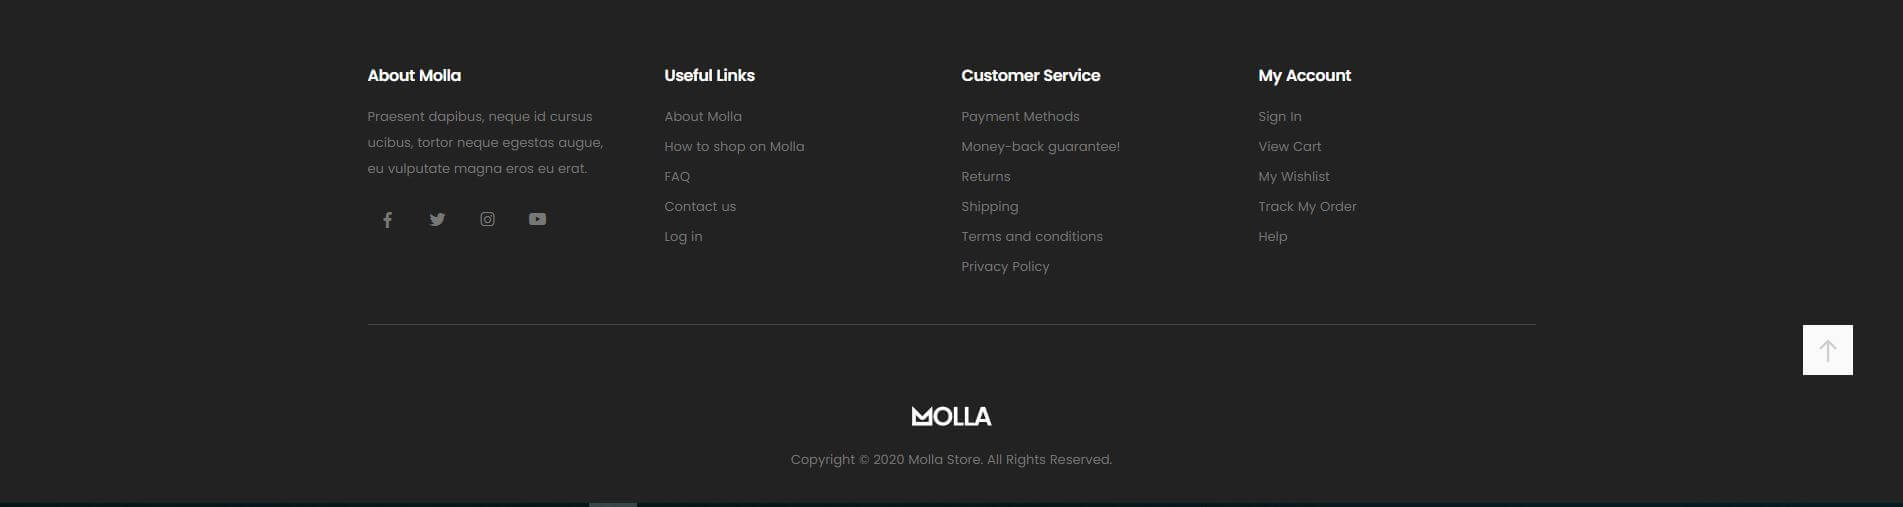 About Molla
Praesent dapibus, neque id cursus
ucibus, tortor neque egestas augue,
eu vulputate magna eros eu erat.
Useful Links
About Molla
How to shop on Molla
FAQ
Contact us
Log in
Customer Service
Payment Methods
Money-back guarantee!
Returns
Shipping
Terms and conditions
Privacy Policy
My Account
Sign In
View Cart
My Wishlist
Track My Order
Help
MOLLA
Copyright © 2020 Molla Store. All Rights Reserved.